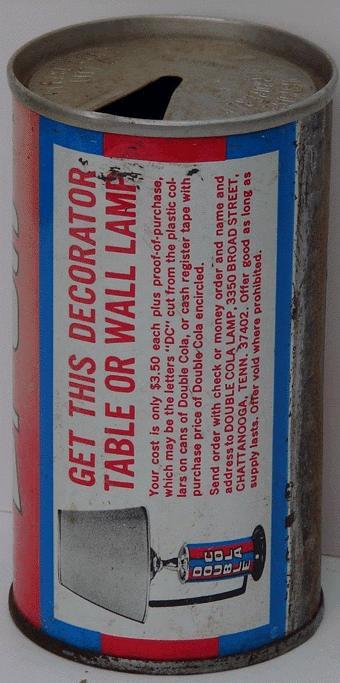 GET THIS DECORATOR
TABLE OR WALL LAMP
Your cost is only $3.50 each plus proof-of-purchase,
which may be the letters "DC" cut from the plastic col-
lars on cans of Double Cola, or cash register tape with
purchase price of Double Cola encircled.
Send order with check or money order and name and
address to DOUBLE COLA LAMP, 3350 BROAD STREET,
CHATTANOOGA, TENN. 37402. Offer good as long as
supply lasts. Offer void where prohibited.
DOUBLE
COLA